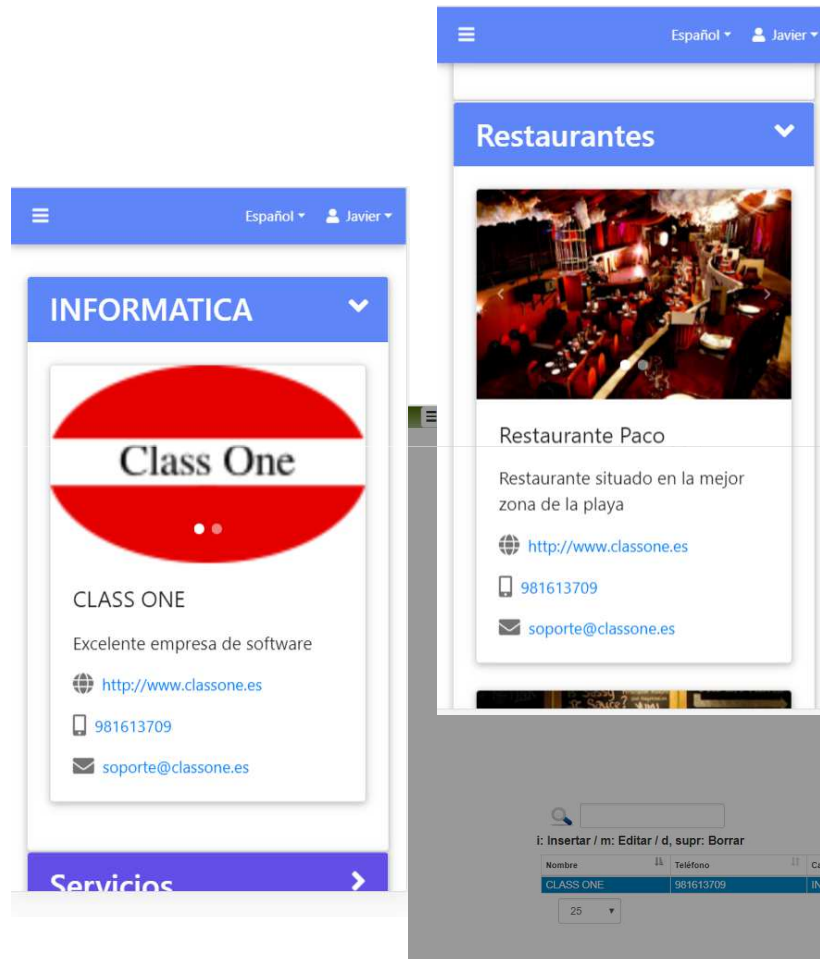 Español
Javier
INFORMATICA
Class One
CLASS ONE
Excelente empresa de software
http://www.classone.es
981613709
soporte@classone.es
Servicios
Español
Javier
Restaurantes
Restaurante Paco
Restaurante situado en la mejor
zona de la playa
http://www.classone.es
981613709
soporte@classone.es
Sauce?
i: Insertar / m: Editar / d, supr: Borrar
Nombre Teléfono
CLASS ONE 981613709
25